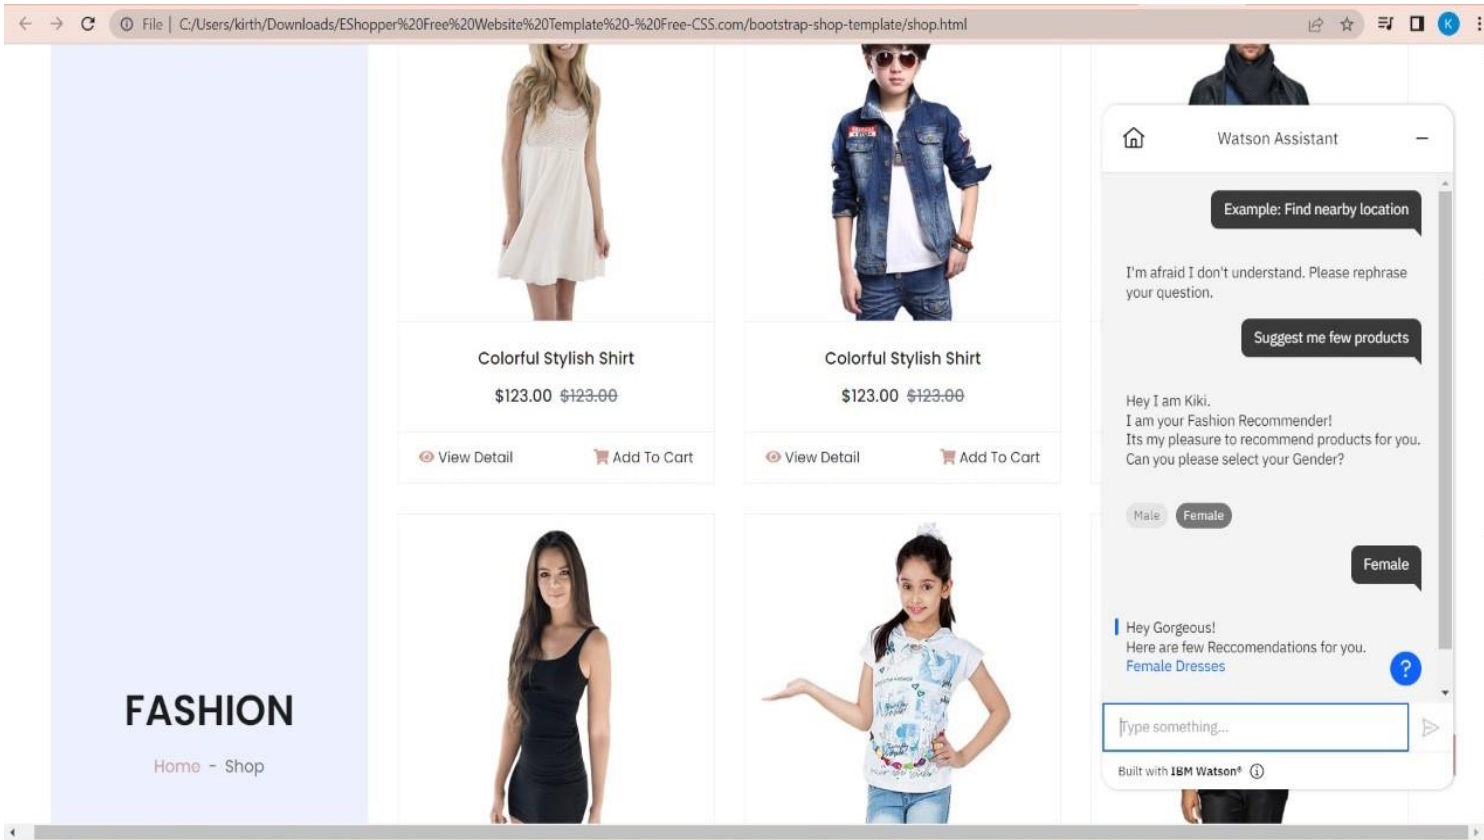 File | C:/Users/kirth/Downloads/EShopper%20Free%20Website%20Template%20-%20Free-CSS.com/bootstrap-shop-template/shop.html
K
Colorful Stylish Shirt
$123.00 $123.00
View Detail Add To Cart
Colorful Stylish Shirt
$123.00 $123.00
View Detail Add To Cart
FASHION
Home - Shop
Watson Assistant
Example: Find nearby location
I'm afraid I don't understand. Please rephrase
your question.
Suggest me few products
Hey I am Kiki.
I am your Fashion Recommender!
Its my pleasure to recommend products for you.
Can you please select your Gender?
Male Female
Female
Hey Gorgeous!
Here are few Reccomendations for you.
Female Dresses
?
Type something...
Built with IBM Watson®